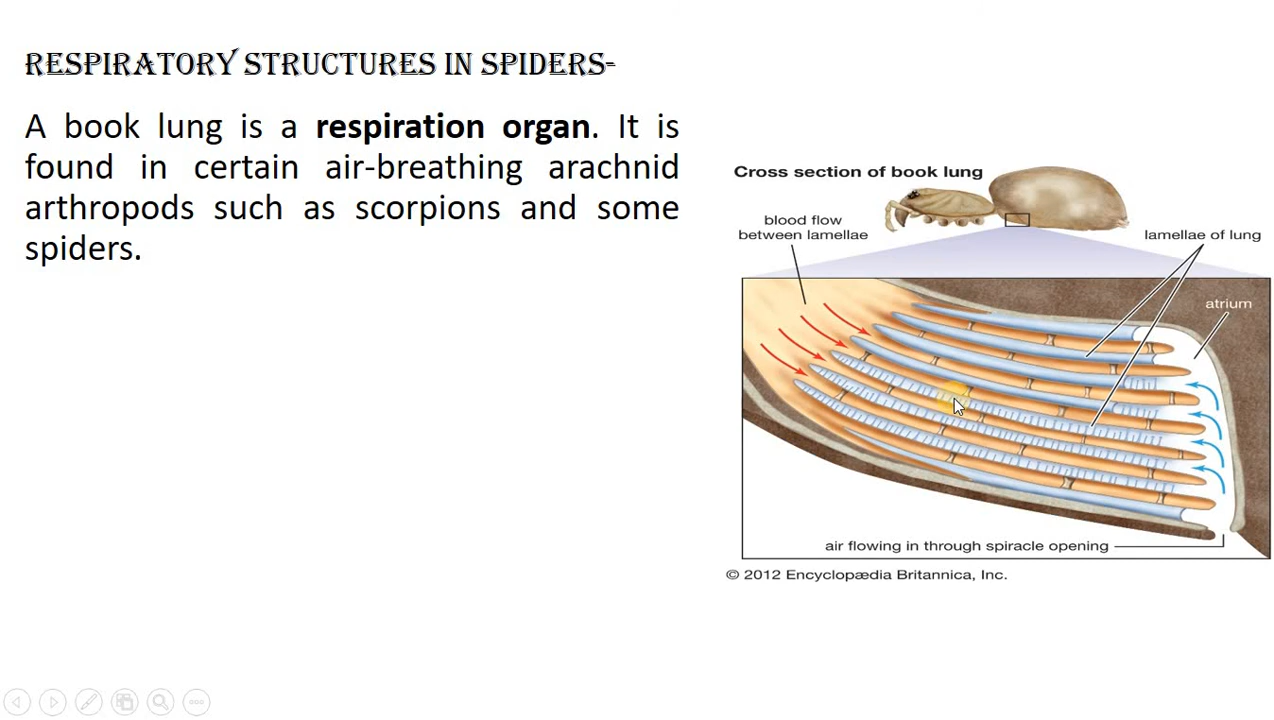 RESPIRATORY STRUCTURES IN SPIDERS-
A book lung is a respiration organ. It is
found in certain air-breathing arachnid
arthropods such as scorpions and some
spiders.
Cross section of book lung
blood flow
between lamellae
lamellae of lung
atrium
air flowing in through spiracle opening
© 2012 Encyclopædia Britannica, Inc.